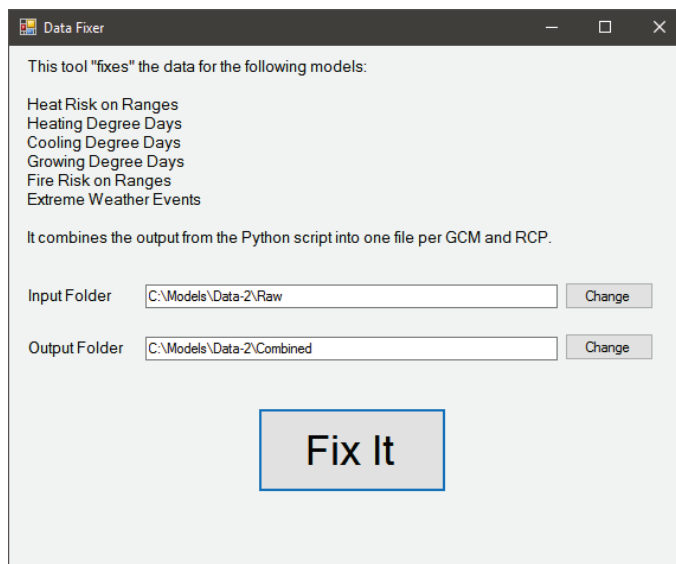 Data Fixer
This tool "fixes" the data for the following models:
Heat Risk on Ranges
Heating Degree Days
Cooling Degree Days
Growing Degree Days
Fire Risk on Ranges
Extreme Weather Events
It combines the output from the Python script into one file per GCM and RCP.
Input Folder C:\Models\Data-2\Raw Change
Output Folder C:\Models\Data-2\Combined Change
Fix It